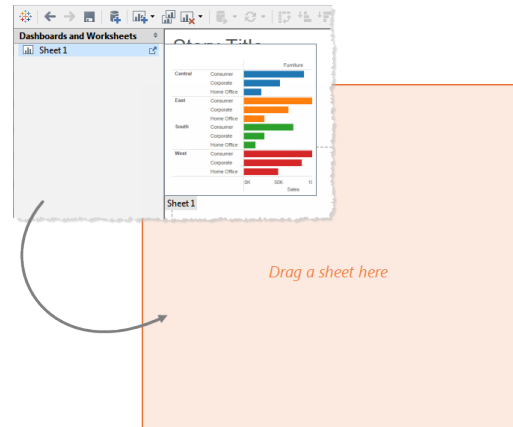 Dashboards and Worksheets
Sheet 1
Story Title
Furniture
Central Consumer
Corporate
Home Office
East Consumer
Corporate
Home Office
South Consumer
Corporate
Home Office
West Consumer
Corporate
Home Office
0K 50K
Sales
Sheet 1
Drag a sheet here